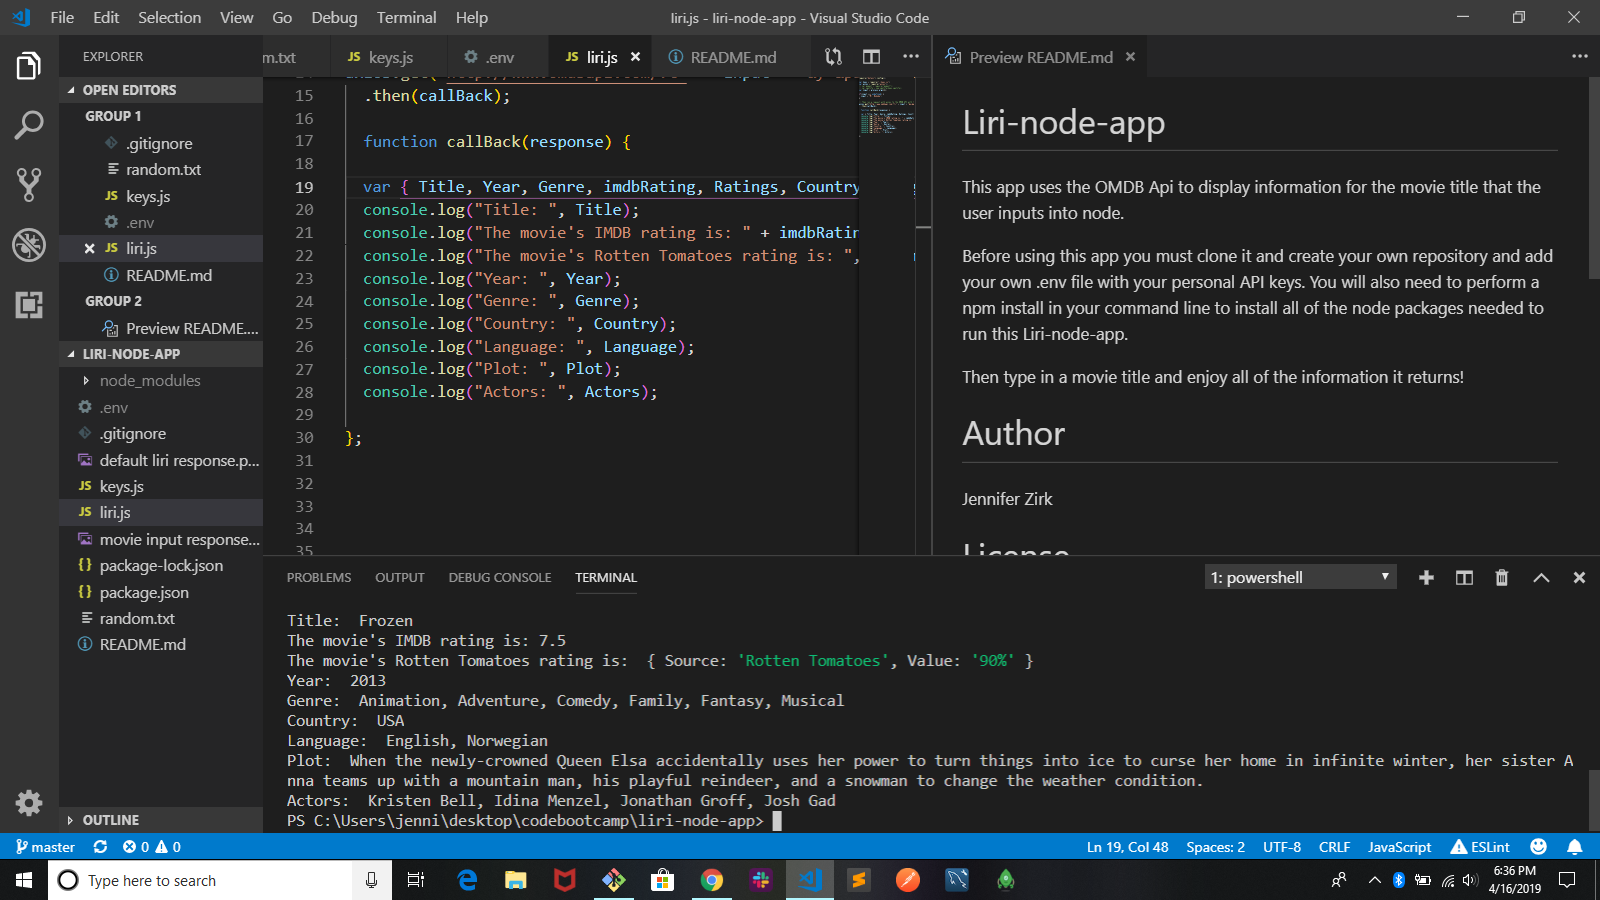 File Edit Selection View Go Debug Terminal Help
liri.js - liri-node-app - Visual Studio Code
EXPLORER
OPEN EDITORS
GROUP 1
.gitignore
random.txt
JS keys.js
.env
JS liri.js
README.md
GROUP 2
Preview README....
LIRI-NODE-APP
node_modules
.env
.gitignore
default liri response.p...
JS keys.js
JS liri.js
movie input response...
{} package-lock.json
{} package.json
random.txt
README.md
OUTLINE
m.txt JS keys.js .env JS liri.js README.md
15 .then(callBack);
16
17 function callBack(response) {
18
19 var { Title, Year, Genre, imdbRating, Ratings, Country
20 console.log("Title: ", Title);
21 console.log("The movie's IMDB rating is: " + imdbRatin
22 console.log("The movie's Rotten Tomatoes rating is: ",
23 console.log("Year: ", Year);
24 console.log("Genre: ", Genre);
25 console.log("Country: ", Country);
26 console.log("Language: ", Language);
27 console.log("Plot: ", Plot);
28 console.log("Actors: ", Actors);
29
30 };
31
32
33
34
35
Preview README.md
Liri-node-app
This app uses the OMDB Api to display information for the movie title that the
user inputs into node.
Before using this app you must clone it and create your own repository and add
your own .env file with your personal API keys. You will also need to perform a
npm install in your command line to install all of the node packages needed to
run this Liri-node-app.
Then type in a movie title and enjoy all of the information it returns!
Author
Jennifer Zirk
License
PROBLEMS OUTPUT DEBUG CONSOLE TERMINAL
1: powershell
Title:  Frozen
The movie's IMDB rating is: 7.5
The movie's Rotten Tomatoes rating is:  { Source: 'Rotten Tomatoes', Value: '90%' }
Year:  2013
Genre:  Animation, Adventure, Comedy, Family, Fantasy, Musical
Country:  USA
Language:  English, Norwegian
Plot:  When the newly-crowned Queen Elsa accidentally uses her power to turn things into ice to curse her home in infinite winter, her sister A
nna teams up with a mountain man, his playful reindeer, and a snowman to change the weather condition.
Actors:  Kristen Bell, Idina Menzel, Jonathan Groff, Josh Gad
PS C:\Users\jenni\desktop\codebootcamp\liri-node-app>
master 0 0
Ln 19, Col 48 Spaces: 2 UTF-8 CRLF JavaScript ESLint
Type here to search
6:36 PM
4/16/2019